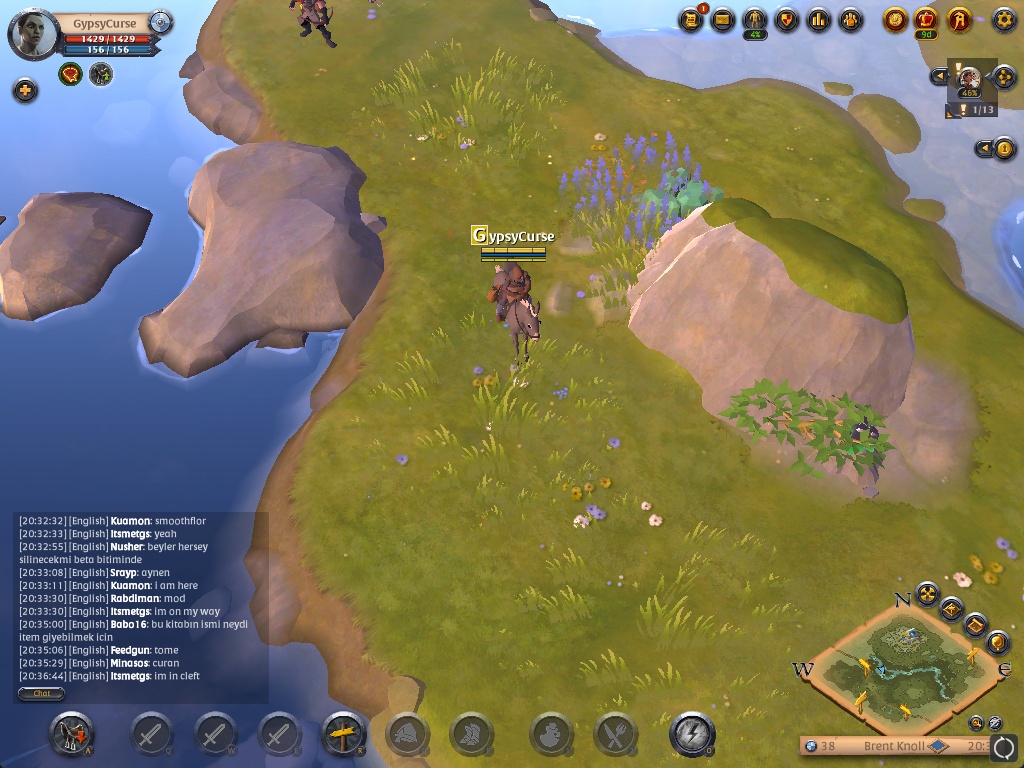 GypsyCurse
1429 / 1429
156 / 156
1
4%
9d
46%
1/13
1
GypsyCurse
[20:32:32] [English] Kuamon: smoothflor
[20:32:33] [English] Itsmetgs: yeah
[20:32:55] [English] Nusher: beyler hersey
silinecekmi beta bitiminde
[20:33:08] [English] Srayp: aynen
[20:33:11] [English] Kuamon: i am here
[20:33:30] [English] Rabdiman: mod
[20:33:30] [English] Itsmetgs: im on my way
[20:35:00] [English] Babo16: bu kitabın ismi neydi
item giyebilmek icin
[20:35:06] [English] Feedgun: tome
[20:35:29] [English] Minasos: curan
[20:36:44] [English] Itsmetgs: im in cleft
Chat
N
W
E
A
Q
W
E
R
38
Brent Knoll
20:3